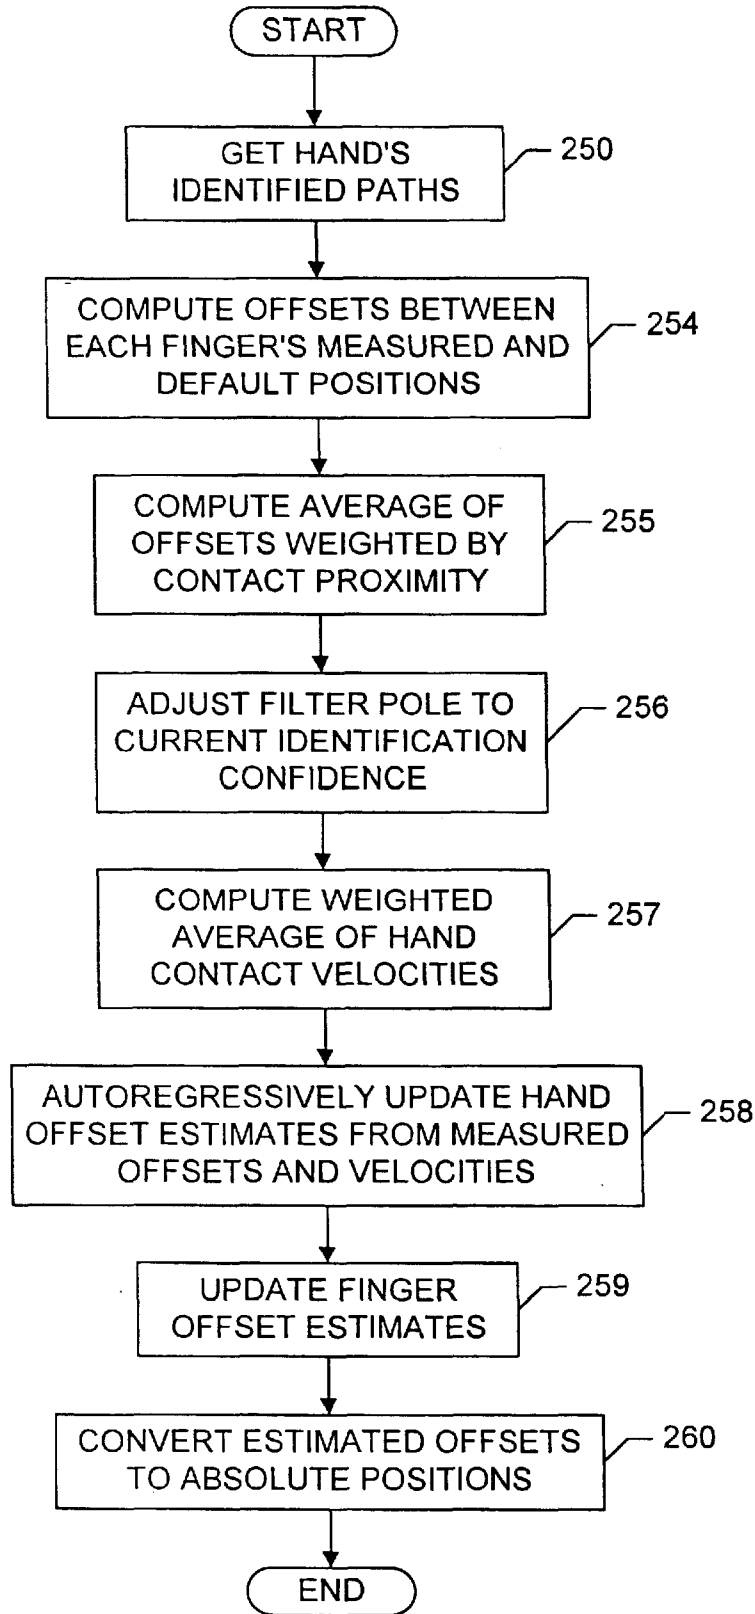 START
GET HAND'S
IDENTIFIED PATHS
250
COMPUTE OFFSETS BETWEEN
EACH FINGER'S MEASURED AND
DEFAULT POSITIONS
254
COMPUTE AVERAGE OF
OFFSETS WEIGHTED BY
CONTACT PROXIMITY
255
ADJUST FILTER POLE TO
CURRENT IDENTIFICATION
CONFIDENCE
256
COMPUTE WEIGHTED
AVERAGE OF HAND
CONTACT VELOCITIES
257
AUTOREGRESSIVELY UPDATE HAND
OFFSET ESTIMATES FROM MEASURED
OFFSETS AND VELOCITIES
258
UPDATE FINGER
OFFSET ESTIMATES
259
CONVERT ESTIMATED OFFSETS
TO ABSOLUTE POSITIONS
260
END